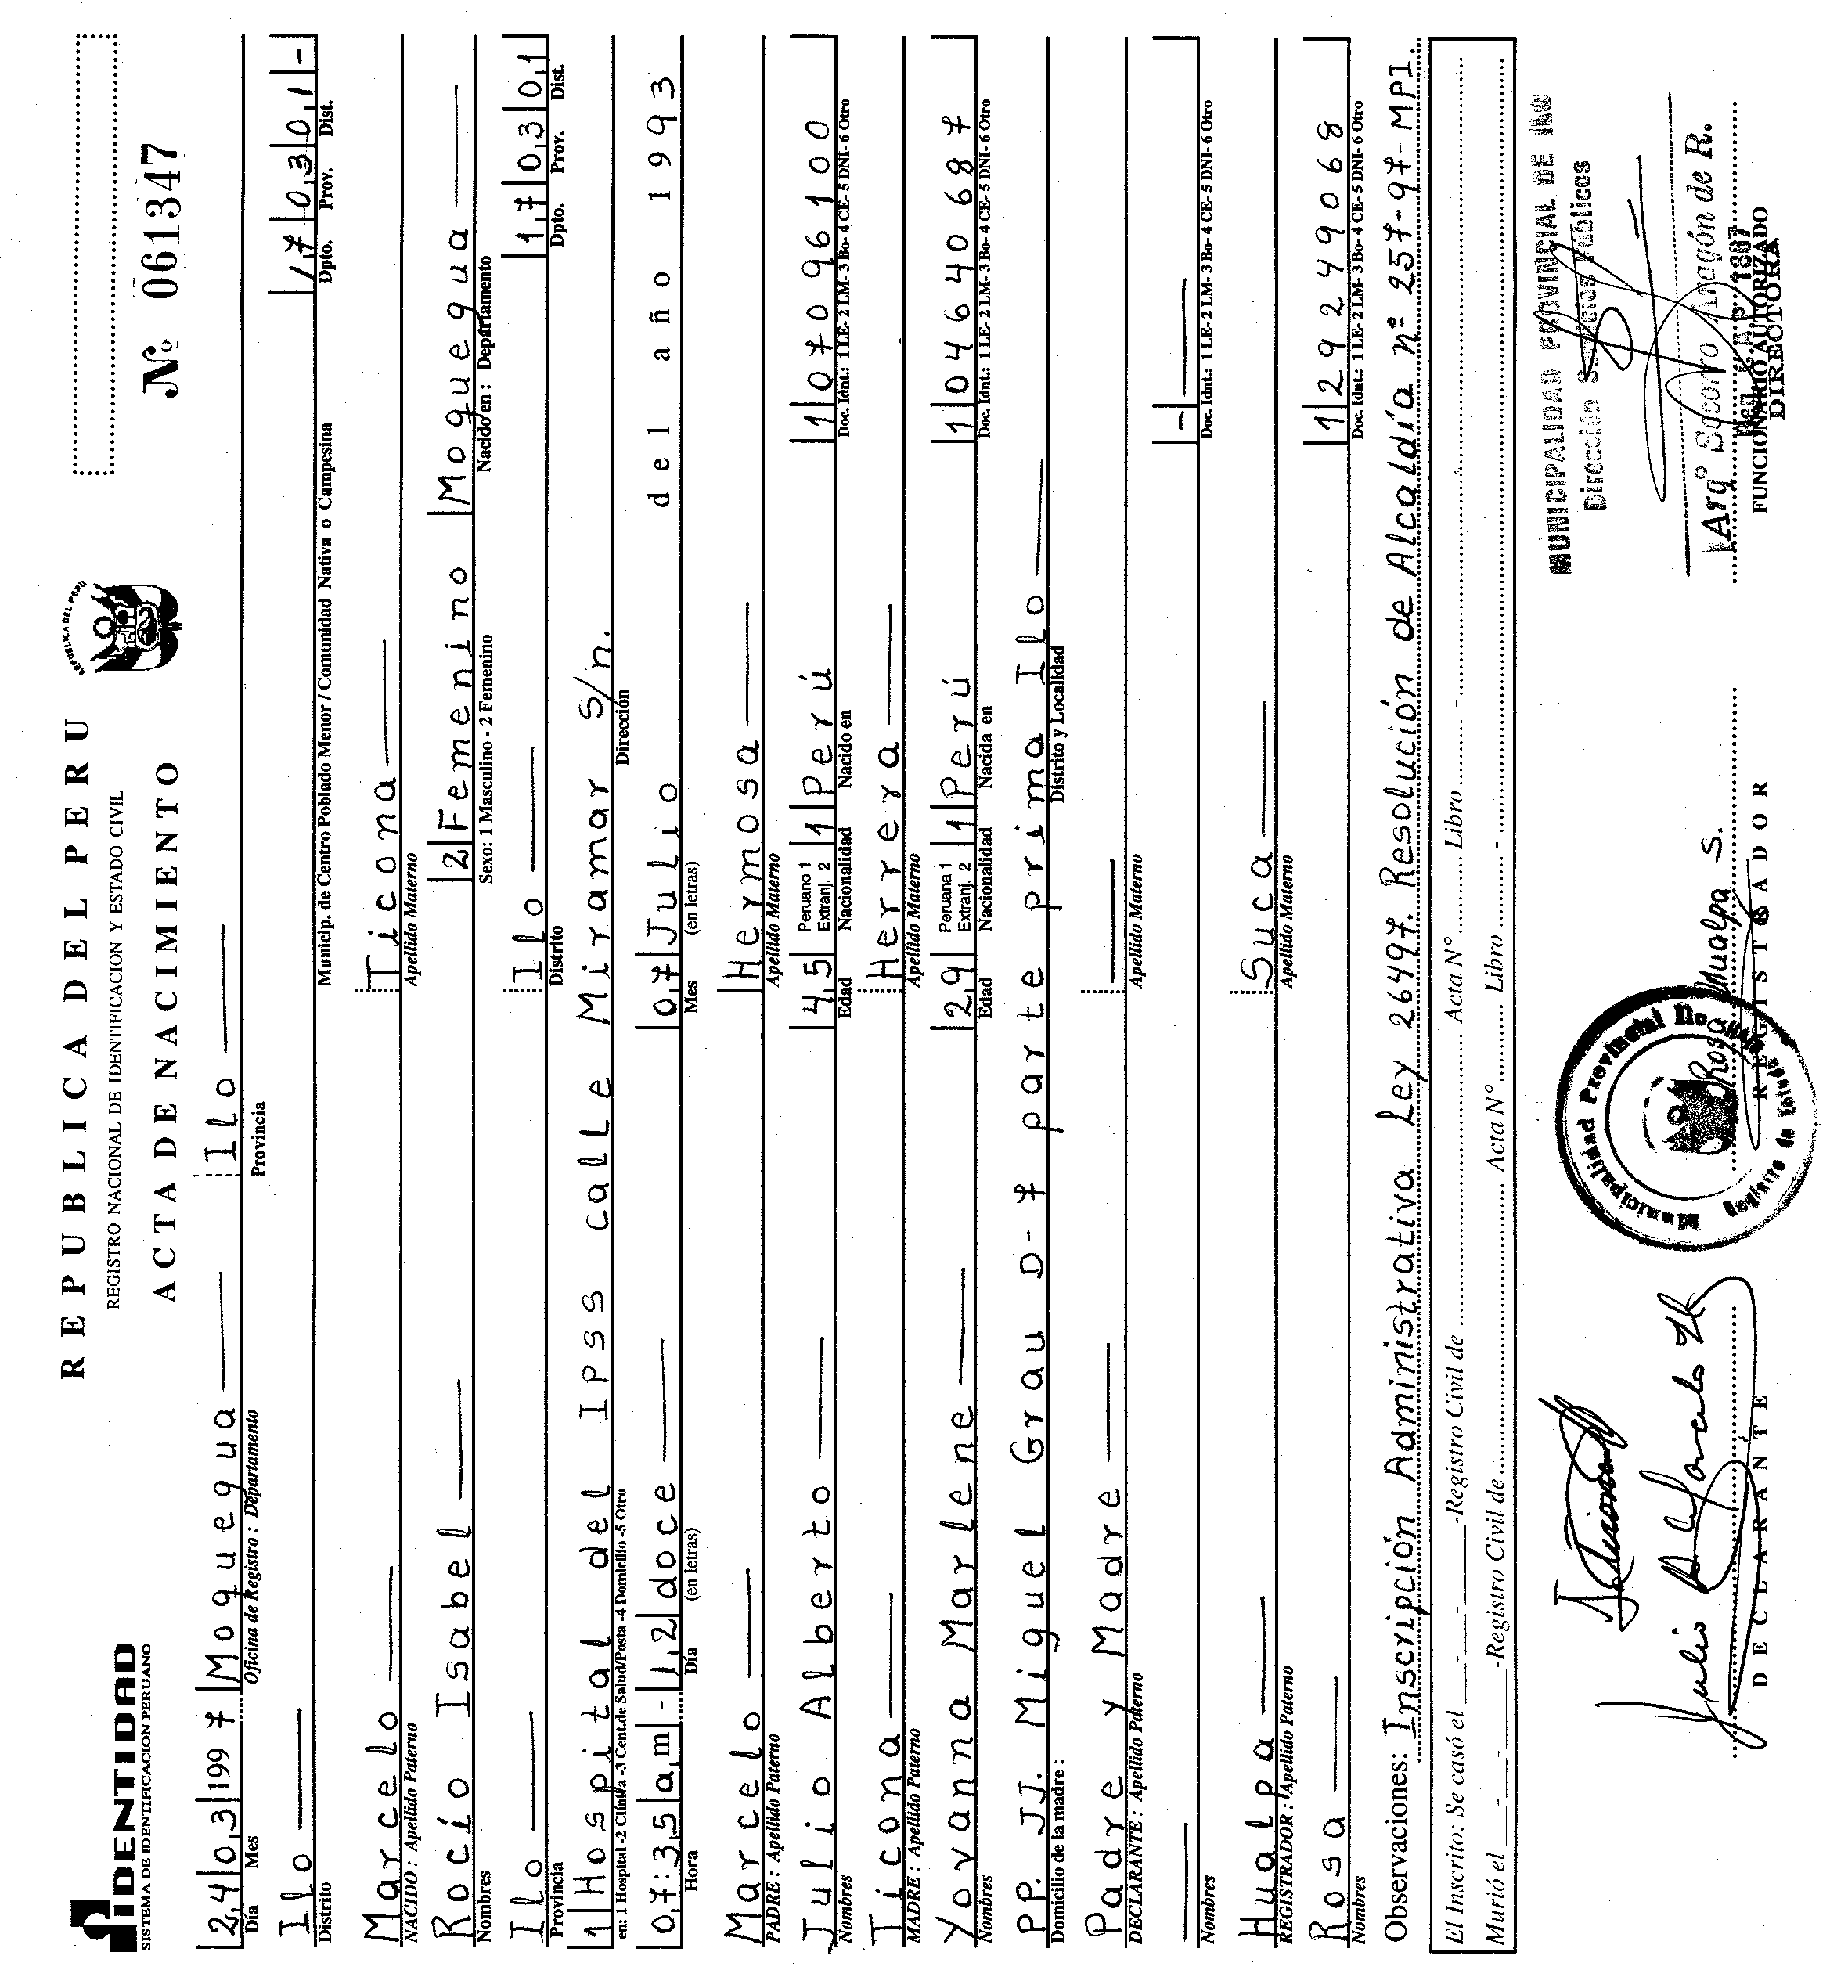 IDENTIDAD
SISTEMA DE IDENTIFICACION PERUANO
REPUBLICA DEL PERU
REGISTRO NACIONAL DE IDENTIFICACION Y ESTADO CIVIL
ACTA DE NACIMIENTO
REPUBLICA DEL PERU
Nº 061347
24 03 1997 Moquegua Ilo
Día Mes Oficina de Registro : Departamento Provincia
Ilo 17 03 01 -
Distrito Municip. de Centro Poblado Menor / Comunidad Nativa o Campesina Dpto. Prov. Dist.
Marcelo Ticona
NACIDO : Apellido Paterno Apellido Materno
Rocío Isabel 2 Femenino Moquegua
Nombres Sexo: 1 Masculino - 2 Femenino Nacido en : Departamento
Ilo Ilo 17 03 01
Provincia Distrito Dpto. Prov. Dist.
1 Hospital del Ipss calle Miramar s/n.
en: 1 Hospital -2 Clínika -3 Cent.de Salud/Posta -4 Domicilio -5 Otro Dirección
07:35 a,m - 12 doce 07 Julio del año 1993
Hora Día (en letras) Mes (en letras)
Marcelo Hermosa
PADRE : Apellido Paterno Apellido Materno
Julio Alberto 45 Peruano 1 Extranj. 2 1 Perú 1 07096100
Nombres Edad Nacionalidad Nacido en Doc. Idnt.: 1 LE- 2 LM- 3 Bo- 4 CE- 5 DNI- 6 Otro
Ticona Herrera
MADRE : Apellido Paterno Apellido Materno
Yovanna Marlene 29 Peruana 1 Extranj. 2 1 Perú 1 04640687
Nombres Edad Nacionalidad Nacida en Doc. Idnt.: 1 LE- 2 LM- 3 Bo- 4 CE- 5 DNI- 6 Otro
PP. JJ. Miguel Grau D-7 parte prima Ilo
Domicilio de la madre : Distrito y Localidad
Padre y Madre
DECLARANTE : Apellido Paterno Apellido Materno
-
Nombres Doc. Idnt.: 1 LE- 2 LM- 3 Bo- 4 CE- 5 DNI- 6 Otro
Hualpa Suca
REGISTRADOR : Apellido Paterno Apellido Materno
Rosa 1 29249068
Nombres Doc. Idnt.: 1 LE- 2 LM- 3 Bo- 4 CE- 5 DNI- 6 Otro
Observaciones: Inscripción Administrativa Ley 26497. Resolución de Alcaldía nº 257-97-MPI.
El Inscrito: Se casó el - - -Registro Civil de Acta Nº Libro -
Murió el - - -Registro Civil de Acta Nº Libro -
MUNICIPALIDAD PROVINCIAL DE ILO
Dirección Servicios Públicos
Municipalidad Provincial Ilo
Registro de Estado
Rosa Hualpa S.
Arqº Socorro Aragón de R.
DECLARANTE REGISTRADOR FUNCIONARIO AUTORIZADO
DIRECTORA